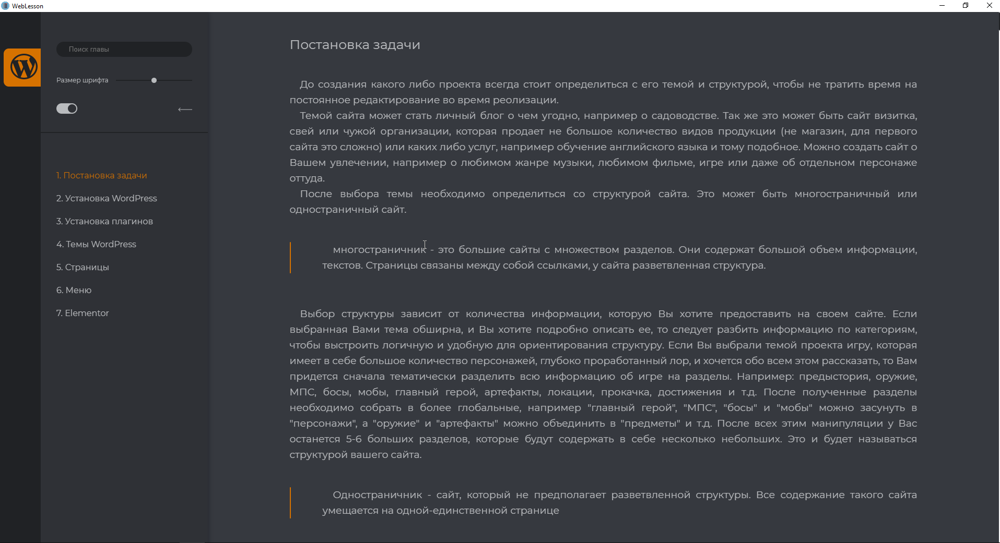 WebLesson
Поиск главы
Размер шрифта
1. Постановка задачи
2. Установка WordPress
3. Установка плагинов
4. Темы WordPress
5. Страницы
6. Меню
7. Elementor
Постановка задачи
До создания какого либо проекта всегда стоит определиться с его темой и структурой, чтобы не тратить время на
постоянное редактирование во время реолизации.
Темой сайта может стать личный блог о чем угодно, например о садоводстве. Так же это может быть сайт визитка,
свей или чужой организации, которая продает не большое количество видов продукции (не магазин, для первого
сайта это сложно) или каких либо услуг, например обучение английского языка и тому подобное. Можно создать сайт о
Вашем увлечении, например о любимом жанре музыки, любимом фильме, игре или даже об отдельном персонаже
оттуда.
После выбора темы необходимо определиться со структурой сайта. Это может быть многостраничный или
одностраничный сайт.
многостраничник - это большие сайты с множеством разделов. Они содержат большой объем информации,
текстов. Страницы связаны между собой ссылками, у сайта разветвленная структура.
Выбор структуры зависит от количества информации, которую Вы хотите предоставить на своем сайте. Если
выбранная Вами тема обширна, и Вы хотите подробно описать ее, то следует разбить информацию по категориям,
чтобы выстроить логичную и удобную для ориентирования структуру. Если Вы выбрали темой проекта игру, которая
имеет в себе большое количество персонажей, глубоко проработанный лор, и хочется обо всем этом рассказать, то Вам
придется сначала тематически разделить всю информацию об игре на разделы. Например: предыстория, оружие,
МПС, босы, мобы, главный герой, артефакты, локации, прокачка, достижения и т.д. После полученные разделы
необходимо собрать в более глобальные, например "главный герой", "МПС", "босы" и "мобы" можно засунуть в
"персонажи", а "оружие" и "артефакты" можно объединить в "предметы" и т.д. После всех этим манипуляции у Вас
останется 5-6 больших разделов, которые будут содержать в себе несколько небольших. Это и будет называться
структурой вашего сайта.
Одностраничник - сайт, который не предполагает разветвленной структуры. Все содержание такого сайта
умещается на одной-единственной странице